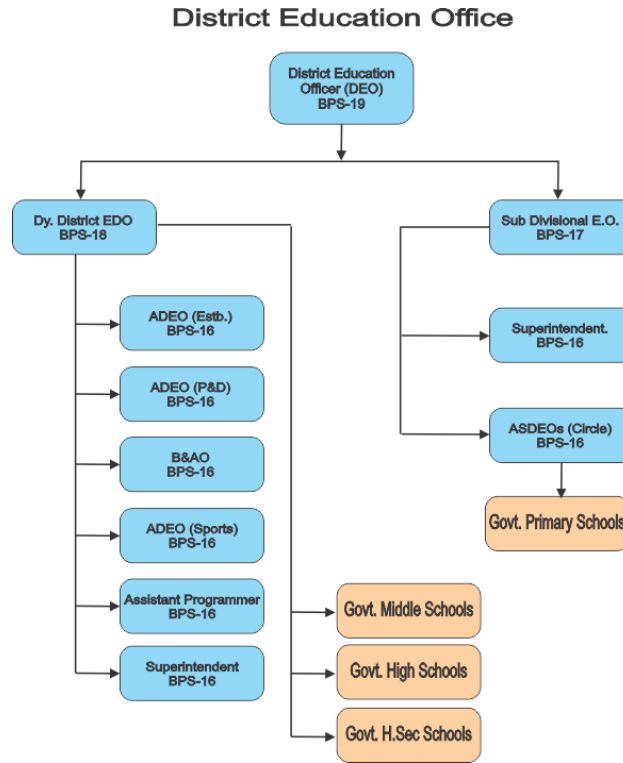 District Education Office
District Education
Officer (DEO)
BPS-19
Dy. District EDO
BPS-18
Sub Divisional E.O.
BPS-17
ADEO (Estb.)
BPS-16
ADEO (P&D)
BPS-16
B&AO
BPS-16
ADEO (Sports)
BPS-16
Assistant Programmer
BPS-16
Superintendent
BPS-16
Govt. Middle Schools
Govt. High Schools
Govt. H.Sec Schools
Superintendent.
BPS-16
ASDEOs (Circle)
BPS-16
Govt. Primary Schools